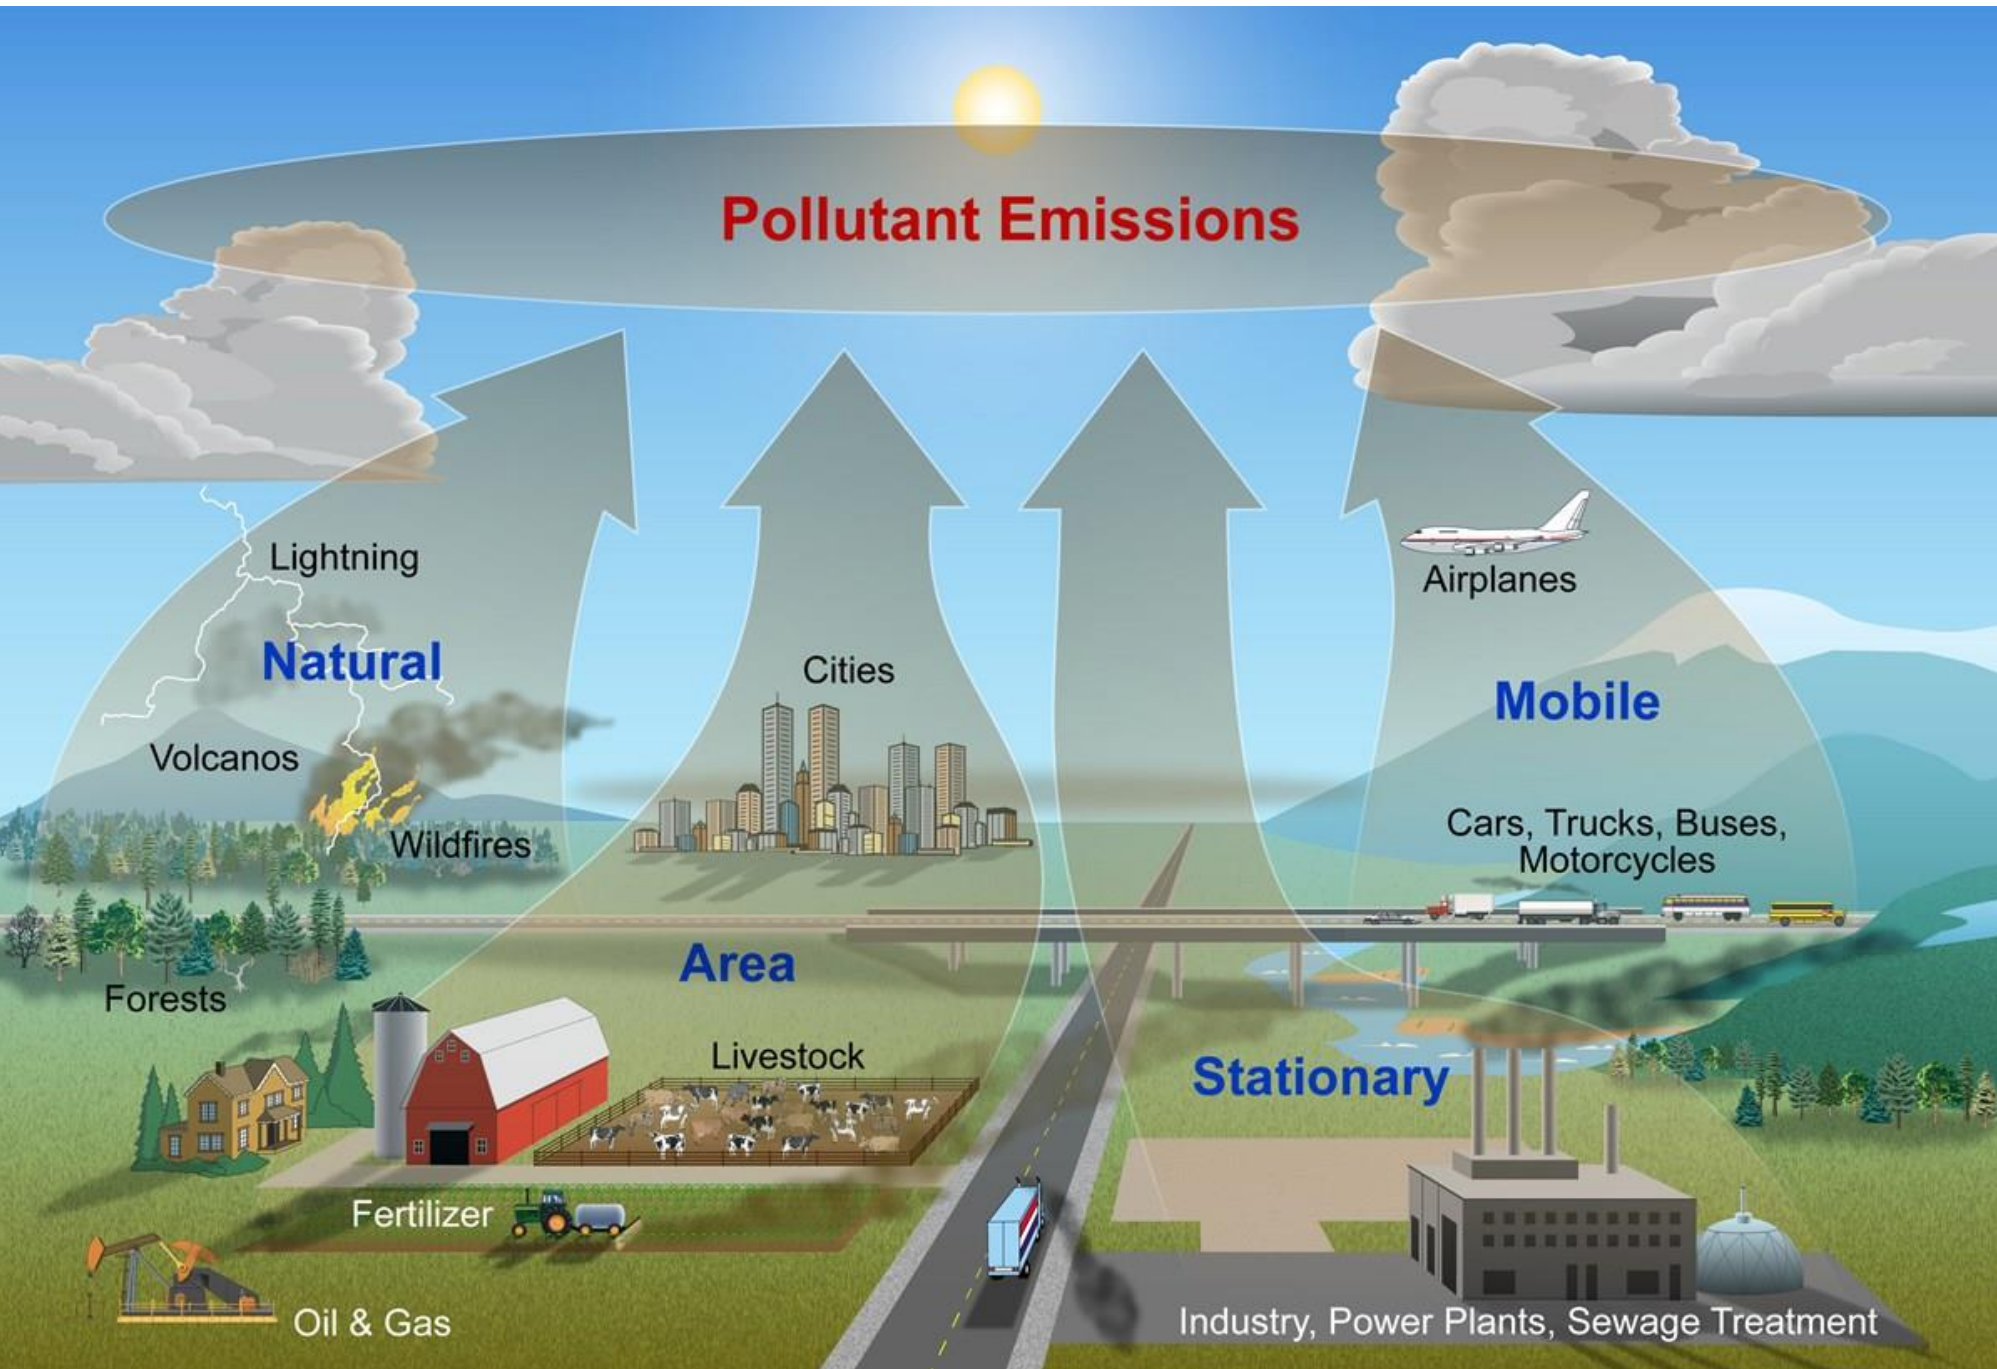 Pollutant Emissions
Lightning
Airplanes
Natural
Cities
Mobile
Volcanos
Wildfires
Cars, Trucks, Buses,
Motorcycles
Area
Forests
Livestock
Stationary
Fertilizer
Oil & Gas
Industry, Power Plants, Sewage Treatment